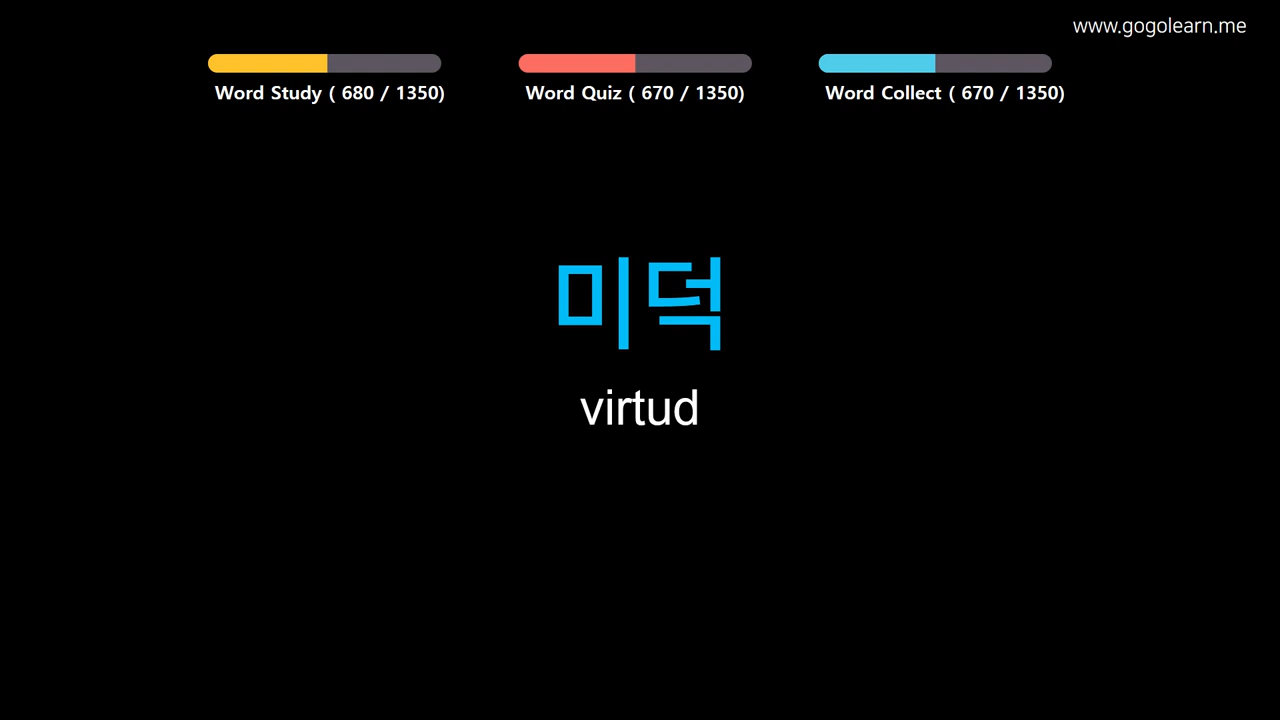 www.gogolearn.me
Word Study ( 680 / 1350)
Word Quiz ( 670 / 1350)
Word Collect ( 670 / 1350)
미덕
virtud